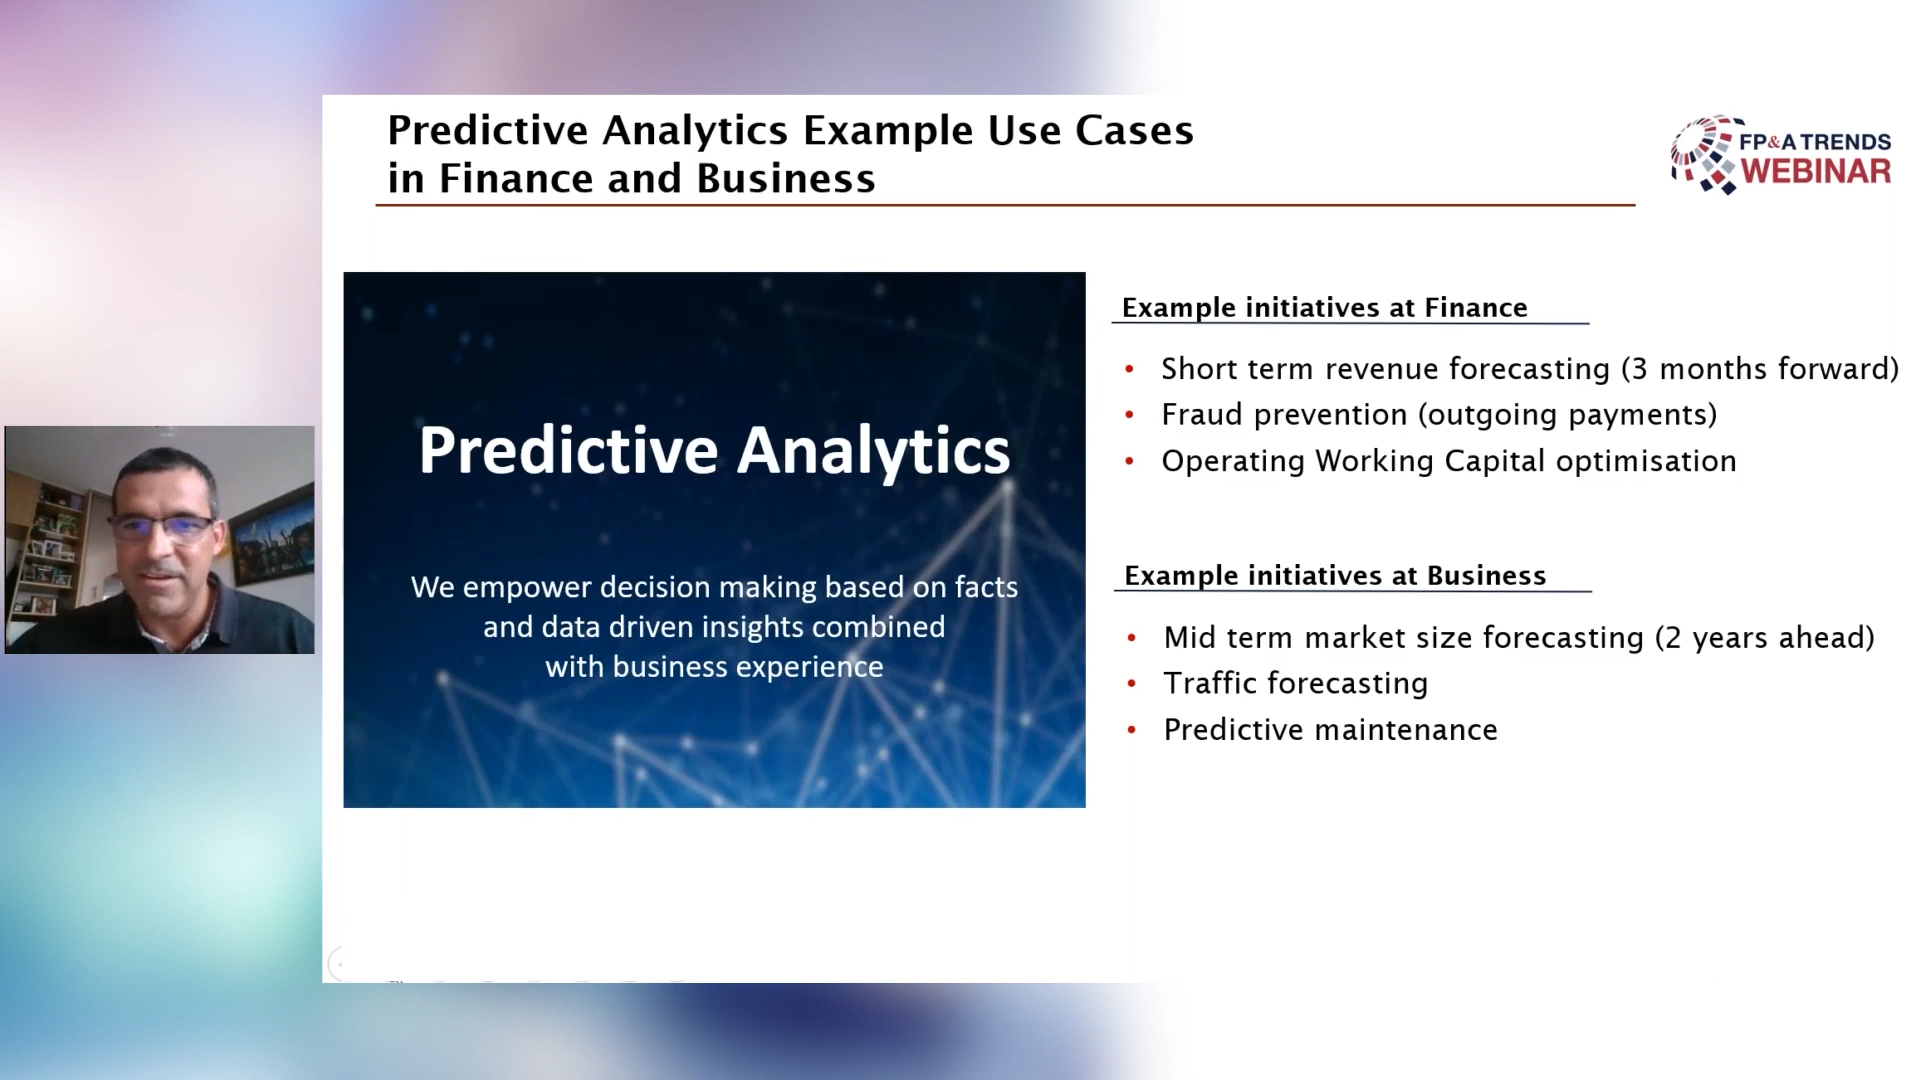 Predictive Analytics Example Use Cases
in Finance and Business
FP&A TRENDS
WEBINAR
Predictive Analytics
We empower decision making based on facts
and data driven insights combined
with business experience
Example initiatives at Finance
• Short term revenue forecasting (3 months forward)
• Fraud prevention (outgoing payments)
• Operating Working Capital optimisation
Example initiatives at Business
• Mid term market size forecasting (2 years ahead)
• Traffic forecasting
• Predictive maintenance